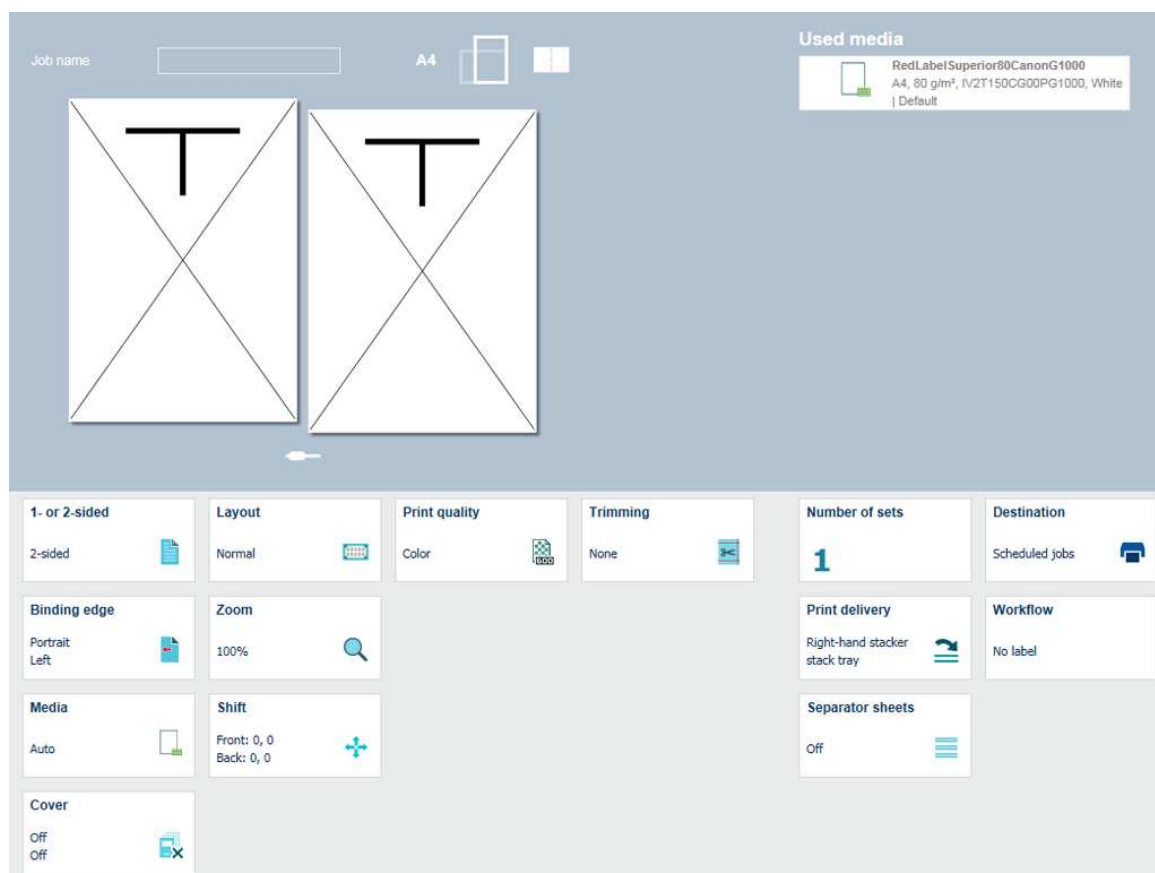 Job name
A4
Used media
RedLabelSuperior80CanonG1000
A4, 80 g/m², IV2T150CG00PG1000, White
| Default
T
T
1- or 2-sided
2-sided
Layout
Normal
Print quality
Color
600
Trimming
None
Number of sets
1
Destination
Scheduled jobs
Binding edge
Portrait
Left
Zoom
100%
Print delivery
Right-hand stacker
stack tray
Workflow
No label
Media
Auto
Shift
Front: 0, 0
Back: 0, 0
Separator sheets
Off
Cover
Off
Off